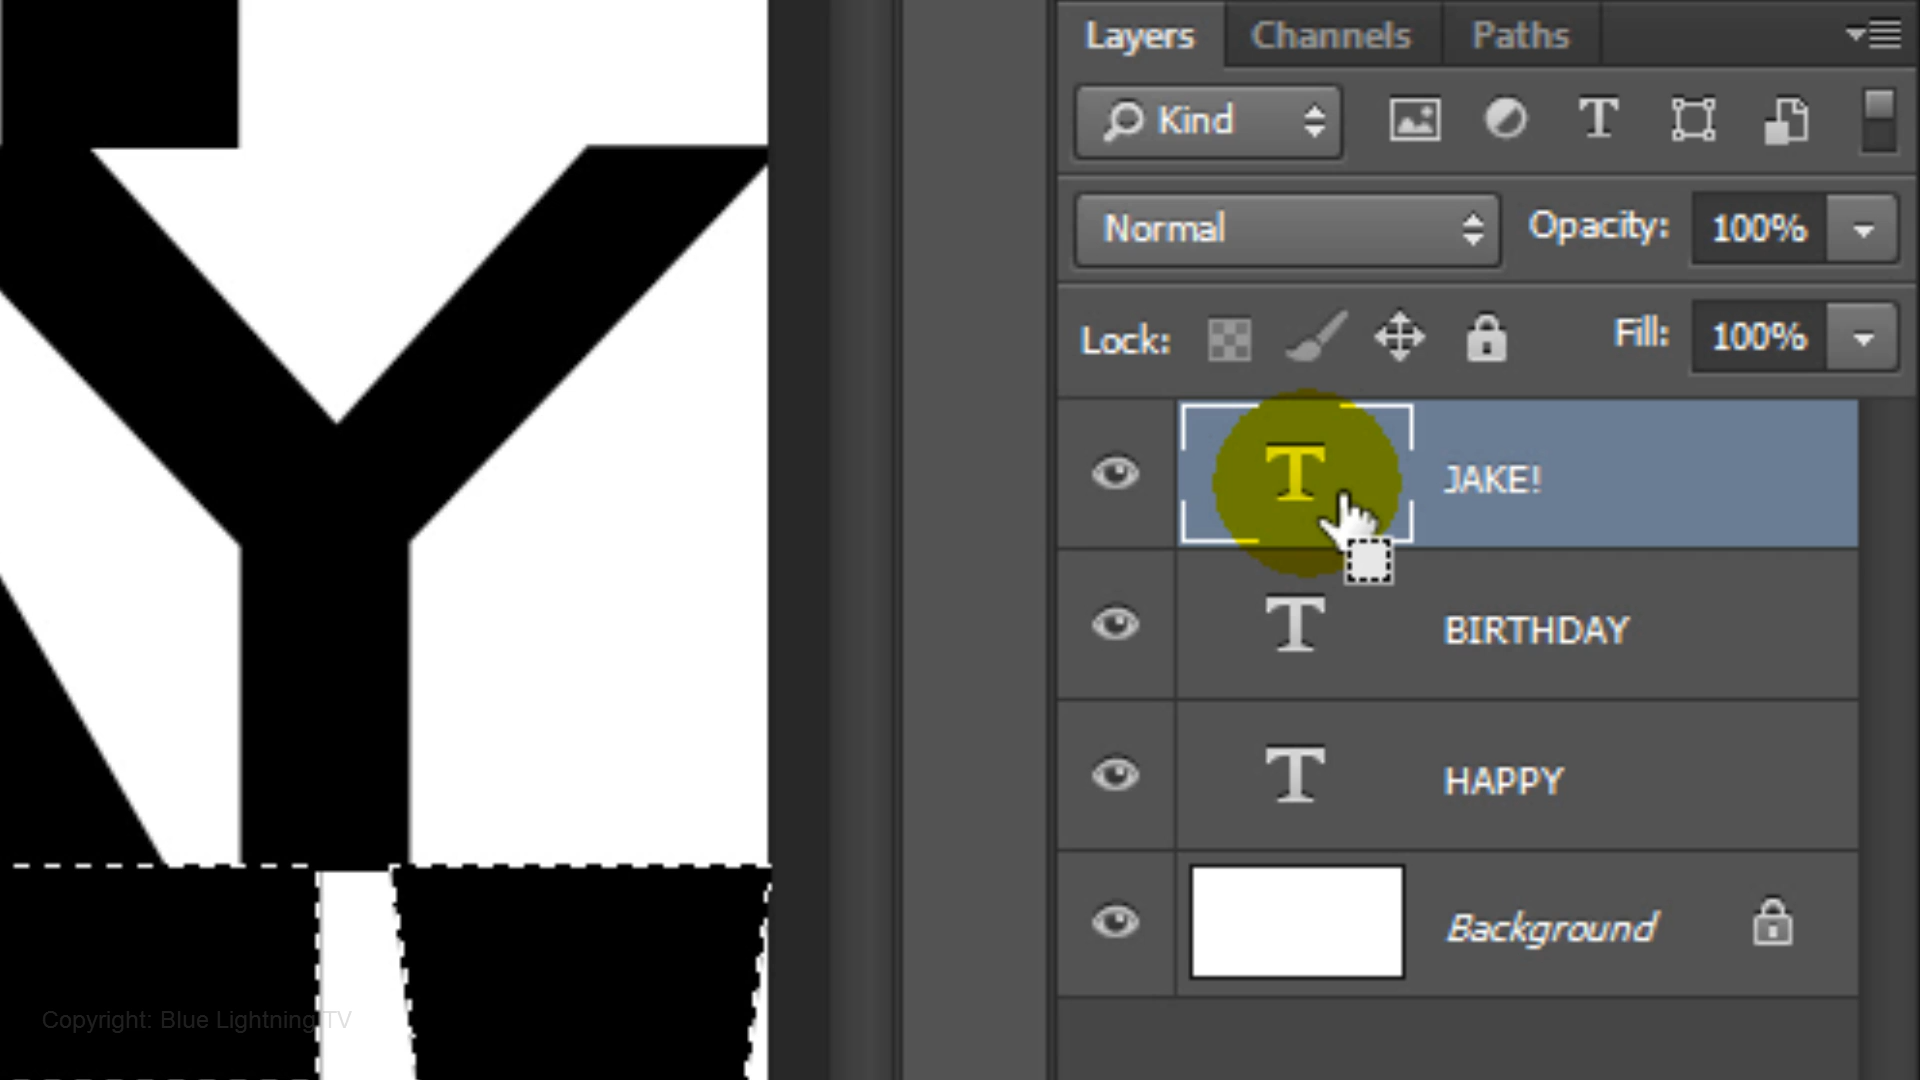 Layers Channels Paths
Kind T
Normal Opacity: 100%
Lock: Fill: 100%
T JAKE!
T BIRTHDAY
T HAPPY
Background
Y
Copyright: Blue Lightning TV